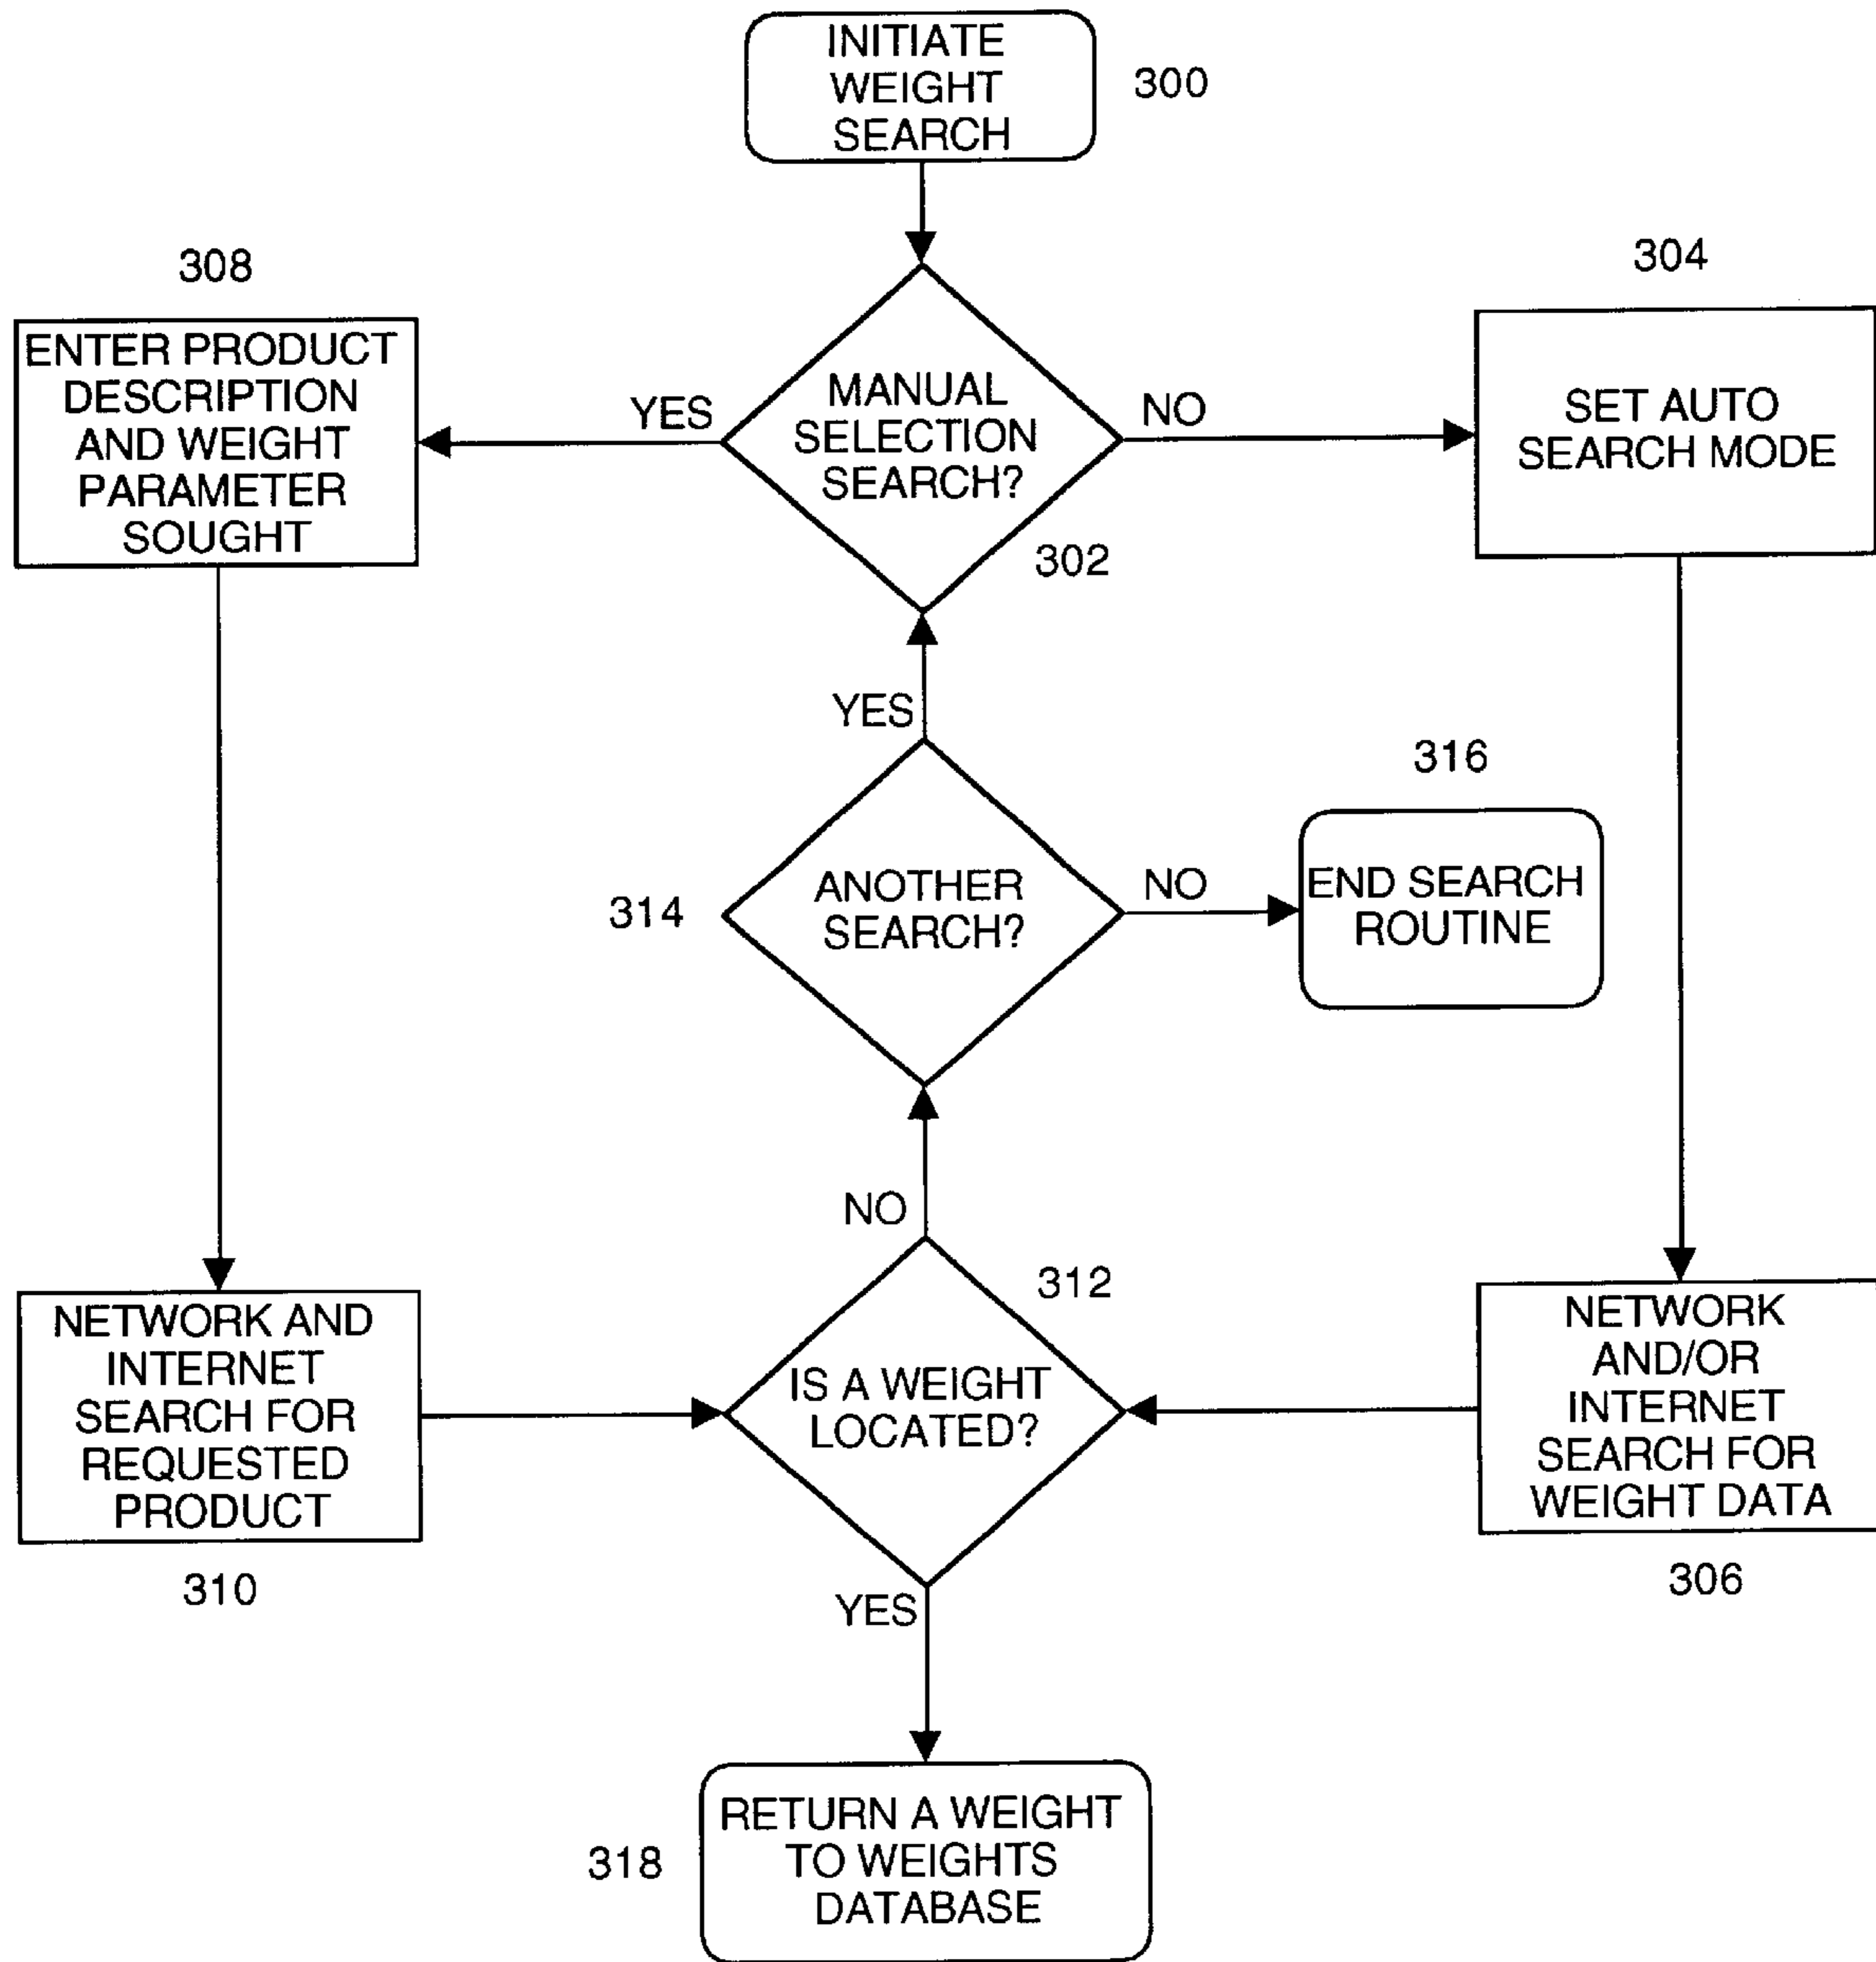 INITIATE
WEIGHT
SEARCH
300
308
304
ENTER PRODUCT
DESCRIPTION
AND WEIGHT
PARAMETER
SOUGHT
YES
MANUAL
SELECTION
SEARCH?
NO
SET AUTO
SEARCH MODE
302
YES
316
314
ANOTHER
SEARCH?
NO
END SEARCH
ROUTINE
NO
312
NETWORK AND
INTERNET
SEARCH FOR
REQUESTED
PRODUCT
IS A WEIGHT
LOCATED?
NETWORK
AND/OR
INTERNET
SEARCH FOR
WEIGHT DATA
310
306
YES
318
RETURN A WEIGHT
TO WEIGHTS
DATABASE